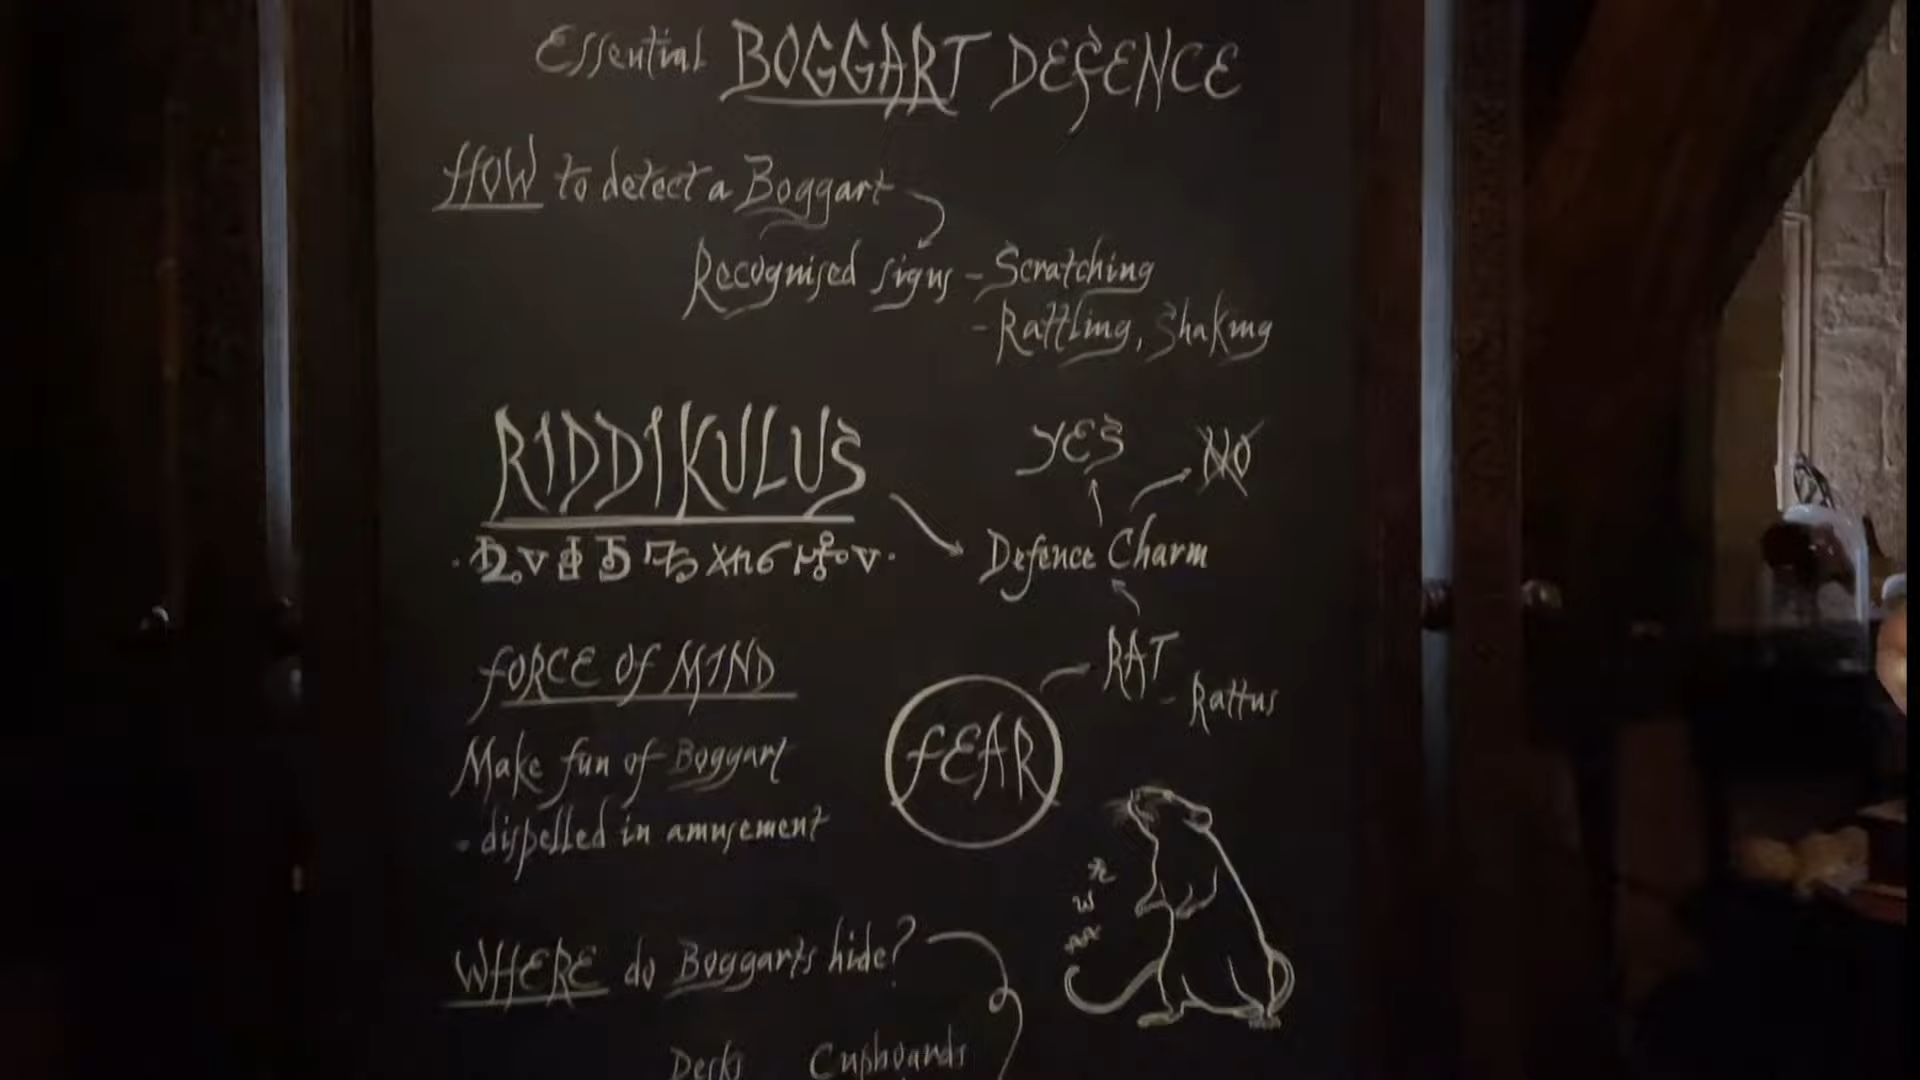 Essential BOGGART DEFENCE
HOW to detect a Boggart
Recognised signs - Scratching
- Rattling, Shaking
RIDDIKULUS
YES NO
Defence Charm
FORCE OF MIND
RAT
- Rattus
FEAR
Make fun of Boggart
- dispelled in amusement
WHERE do Boggarts hide?
Desks Cupboards